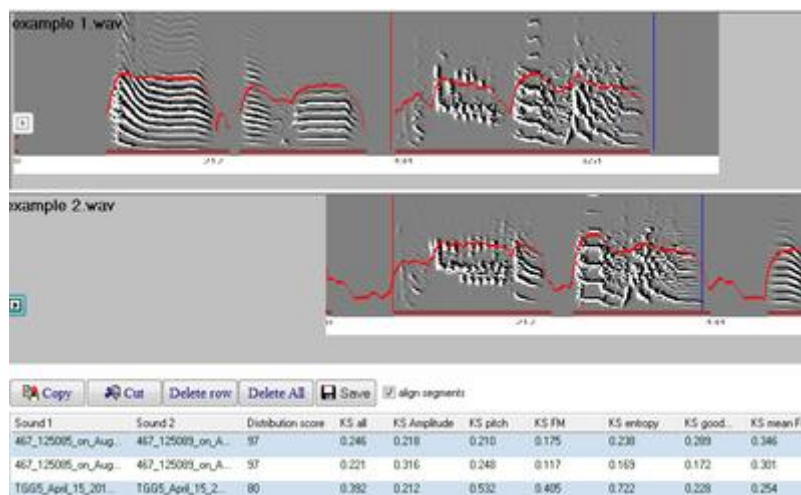 example 1.wav
example 2.wav
Copy Cut Delete row Delete All Save align segments
Sound 1 Sound 2 Distribution score KS all KS Amplitude KS pitch KS FM KS entropy KS good... KS mean F
467_125085_on_Aug... 467_125089_on_A... 97 0.246 0.218 0.210 0.175 0.238 0.289 0.346
467_125085_on_Aug... 467_125089_on_A... 97 0.221 0.316 0.248 0.117 0.169 0.172 0.301
TGG5_April_15_201... TGG5_April_15_2... 80 0.392 0.212 0.532 0.405 0.722 0.228 0.254